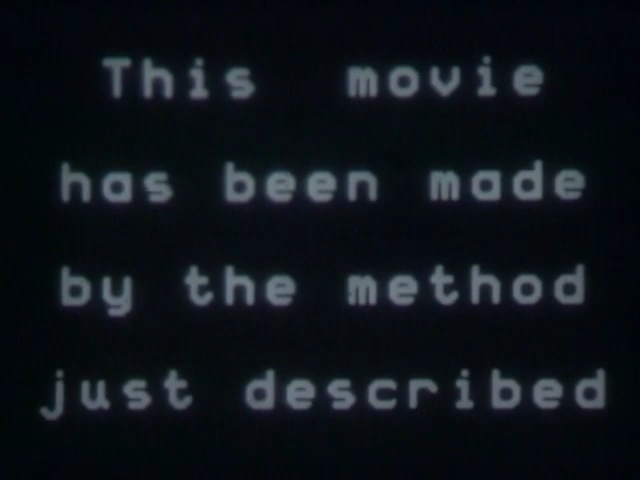 This movie
has been made
by the method
just described